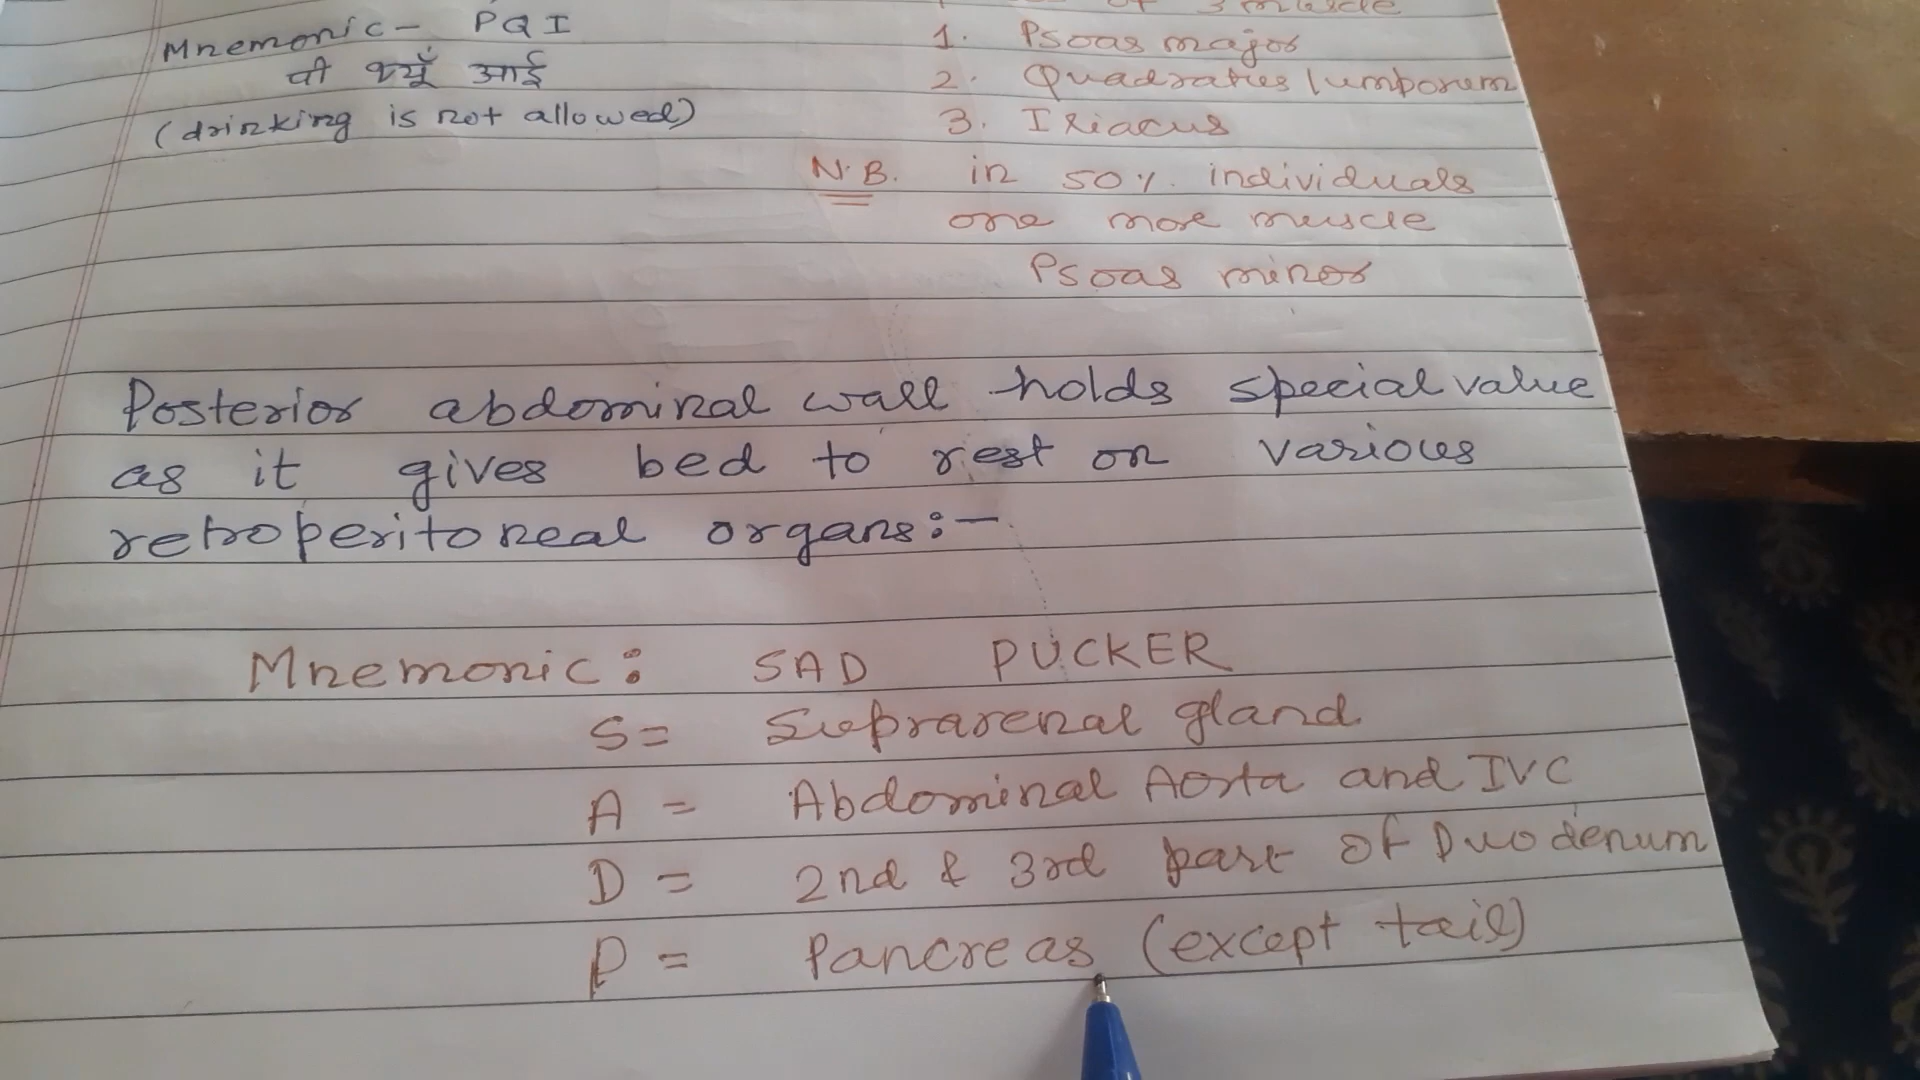 3 muscle
Mnemonic- PQI
पी क्यूँ आई
(drinking is not allowed)
1. Psoas major
2. Quadratus lumborum
3. Iliacus
N.B. in 50% individuals
one more muscle
Psoas minor
Posterior abdominal wall holds special value
as it gives bed to rest on various
retroperitoneal organs:-
Mnemonic: SAD PUCKER
S= Suprarenal gland
A = Abdominal Aorta and IVC
D = 2nd & 3rd part of Duodenum
P = Pancreas (except tail)